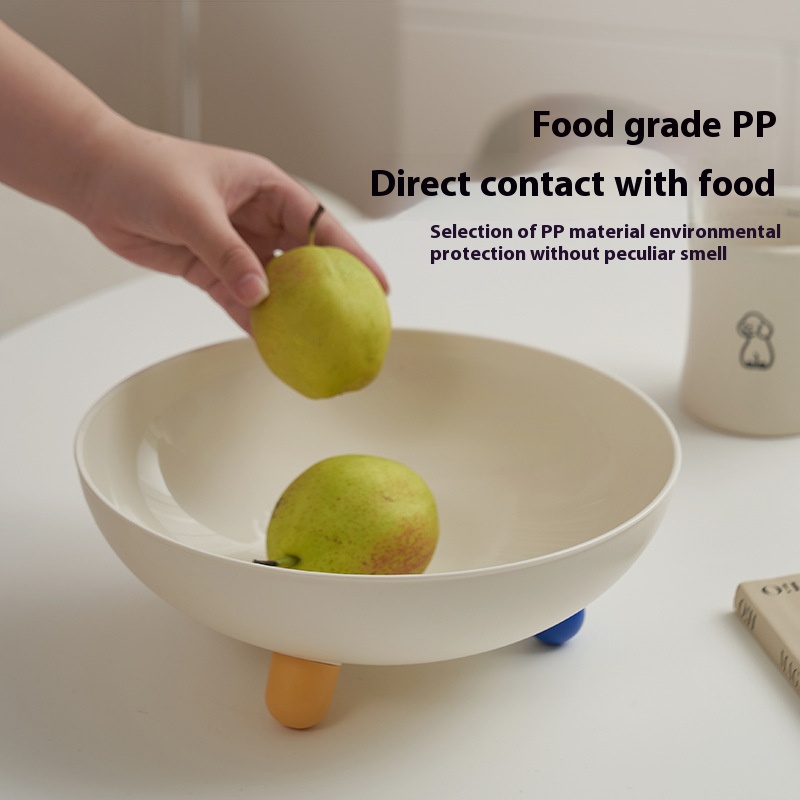 Food grade PP
Direct contact with food
Selection of PP material environmental
protection without peculiar smell